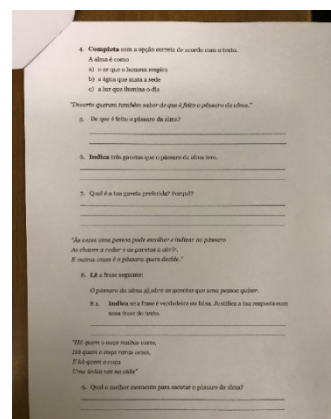 4. Completa com a opção correta de acordo com o texto.
A alma é como
a) o ar que o homem respira
b) a água que mata a sede
c) a luz que ilumina o dia
"Decerto queram também saber de que é feito o pássaro da alma."
5. De que é feito o pássaro da alma?
6. Indica três gavetas que o pássaro da alma tem.
7. Qual é a tua gaveta preferida? Porquê?
"Às vezes uma pessoa pode escolher e indicar ao pássaro
As chaves a rodar e as gavetas a abrir,
E outras vezes é o pássaro quem decide."
8. Lê a frase seguinte:
O pássaro da alma só abre as gavetas que uma pessoa quiser.
8.1. Indica se a frase é verdadeira ou falsa. Justifica a tua resposta com
uma frase do texto.
"Há quem o ouça muitas vezes,
Há quem o ouça raras vezes,
E há quem o ouça
Uma única vez na vida"
9. Qual o melhor momento para escutar o pássaro da alma?